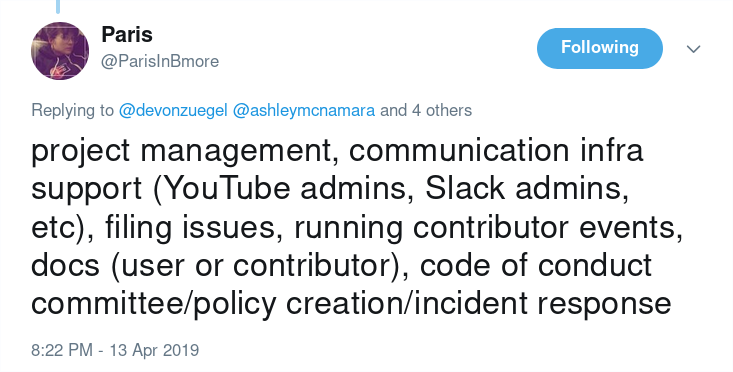 Paris
@ParisInBmore
Following
Replying to @devonzuegel @ashleymcnamara and 4 others
project management, communication infra
support (YouTube admins, Slack admins,
etc), filing issues, running contributor events,
docs (user or contributor), code of conduct
committee/policy creation/incident response
8:22 PM - 13 Apr 2019